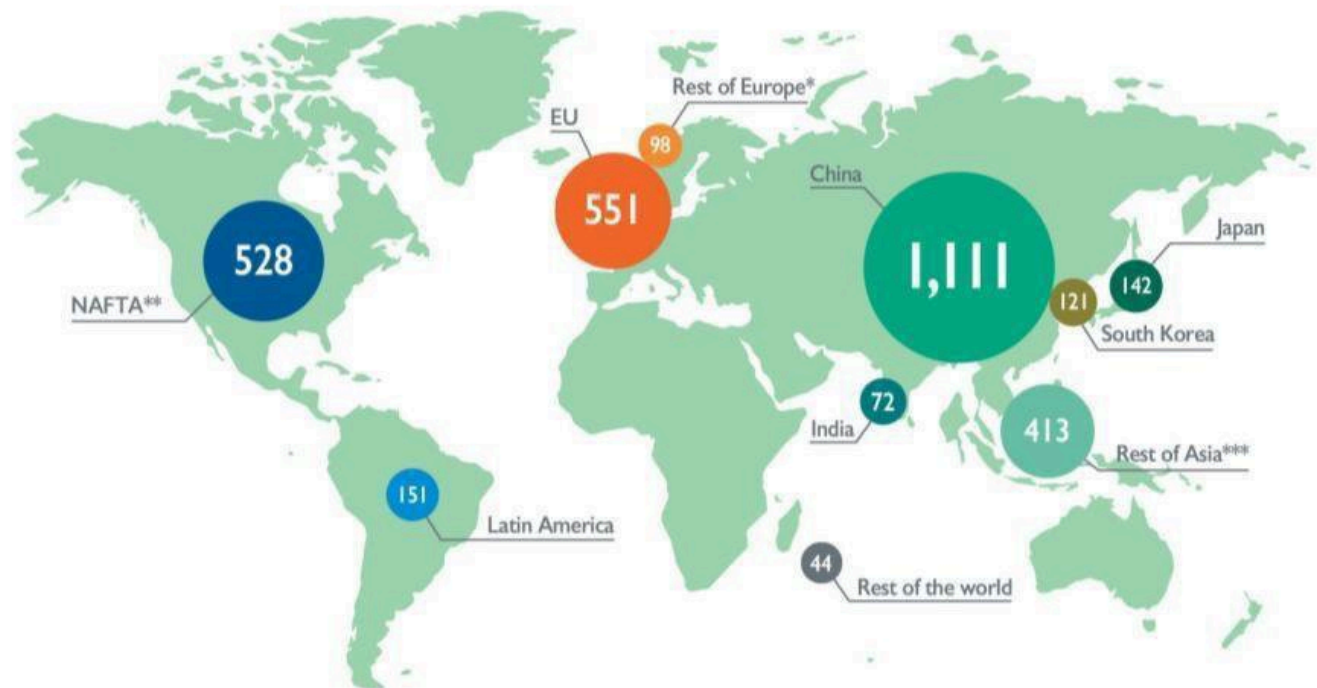 Rest of Europe*
EU
98
China
551
Japan
528
1,111
142
NAFTA**
121
South Korea
72
India
413
Rest of Asia***
151
Latin America
44
Rest of the world